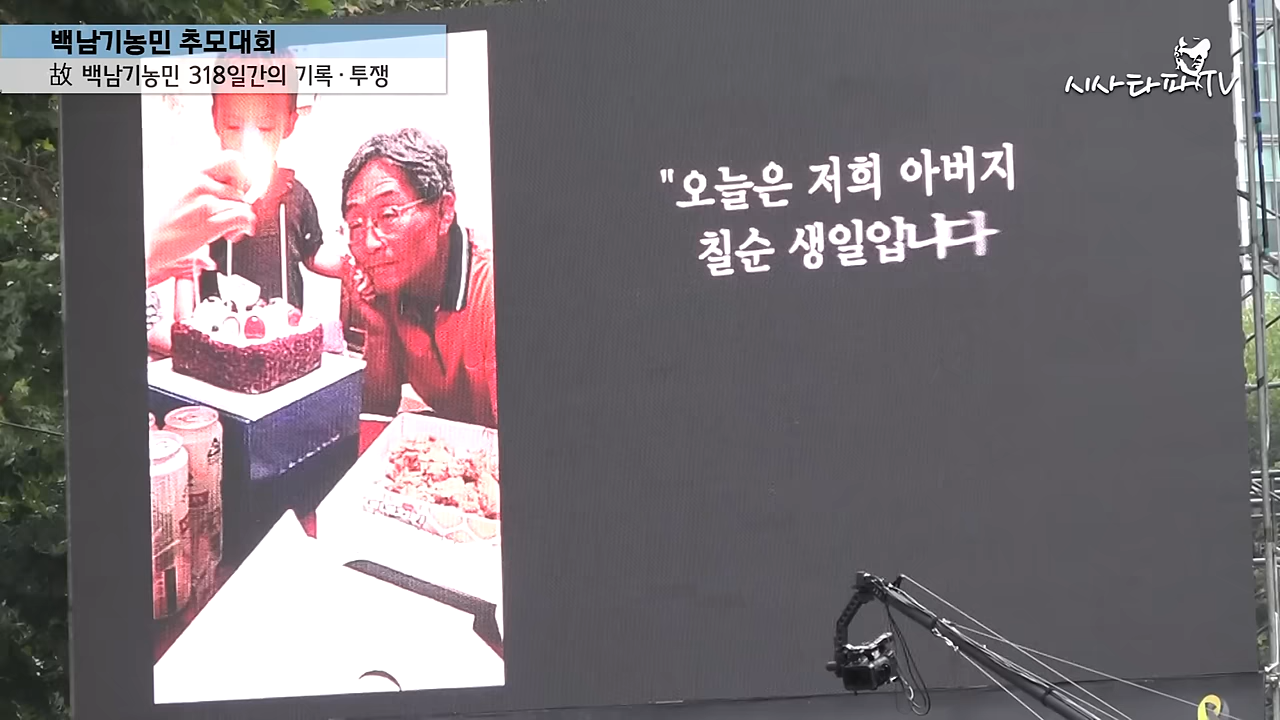 백남기농민 추모대회
故 백남기농민 318일간의 기록·투쟁
시사타파TV
"오늘은 저희 아버지
칠순 생일입니다